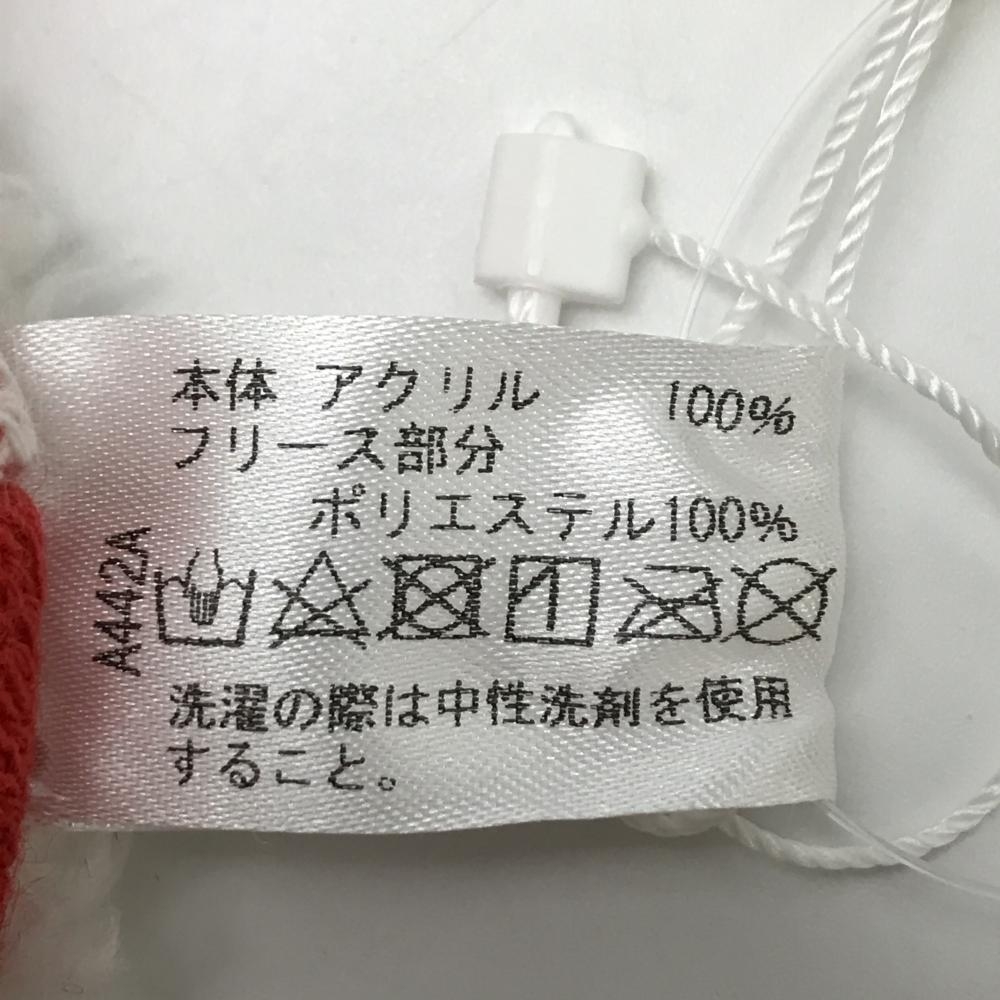 本体 アクリル 100%
フリース部分
ポリエステル100%
A442A
洗濯の際は中性洗剤を使用
すること。